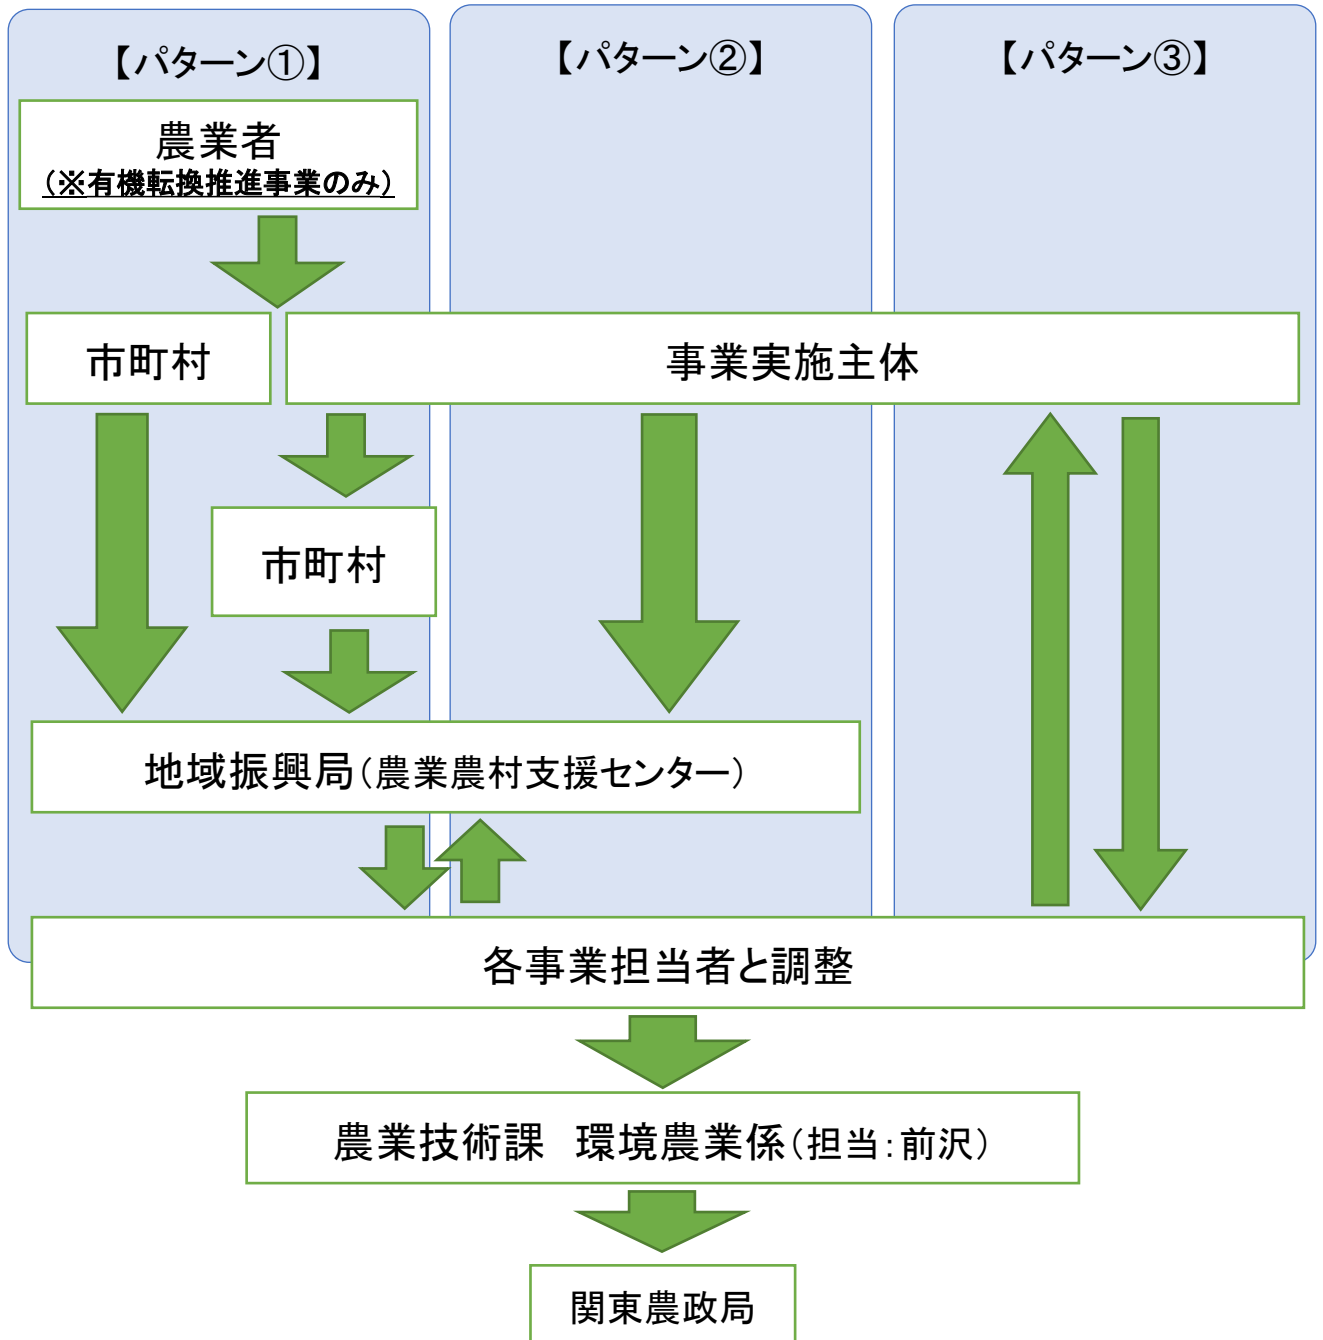 【パターン①】
【パターン②】
【パターン③】
農業者
(※有機転換推進事業のみ)
市町村
事業実施主体
市町村
地域振興局(農業農村支援センター)
各事業担当者と調整
農業技術課　環境農業係(担当:前沢)
関東農政局